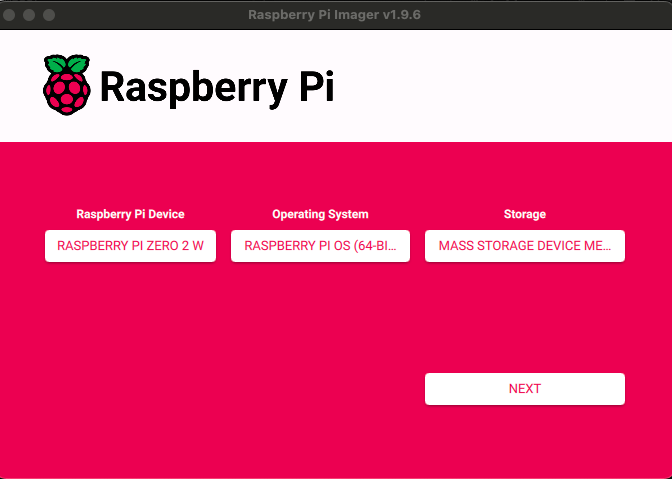 Raspberry Pi Imager v1.9.6
Raspberry Pi
Raspberry Pi Device
Operating System
Storage
RASPBERRY PI ZERO 2 W
RASPBERRY PI OS (64-BI...
MASS STORAGE DEVICE ME...
NEXT